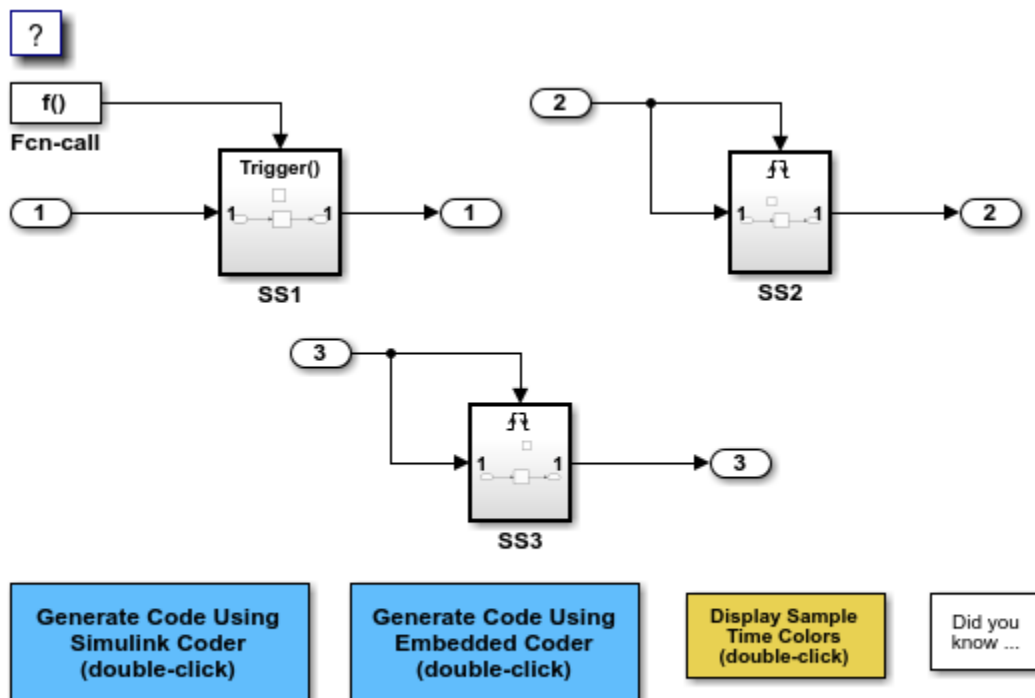 ?
f()
Fcn-call
1
Trigger()
1 1
SS1
1
2
1 1
SS2
2
3
1 1
SS3
3
Generate Code Using
Simulink Coder
(double-click)
Generate Code Using
Embedded Coder
(double-click)
Display Sample
Time Colors
(double-click)
Did you
know ...